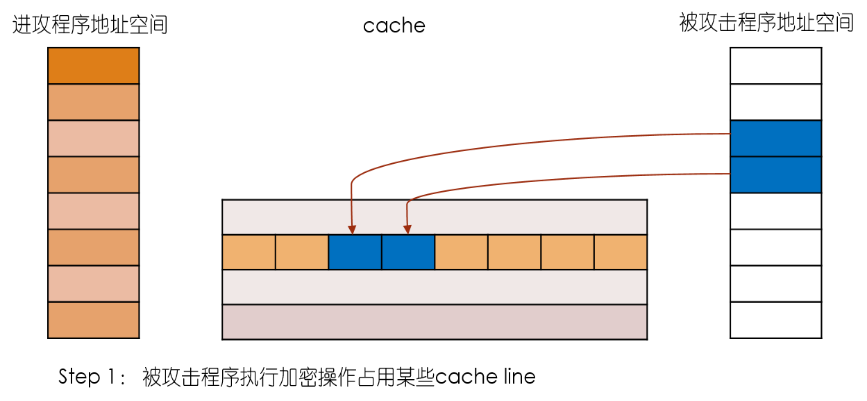 进攻程序地址空间
cache
被攻击程序地址空间
Step 1： 被攻击程序执行加密操作占用某些cache line